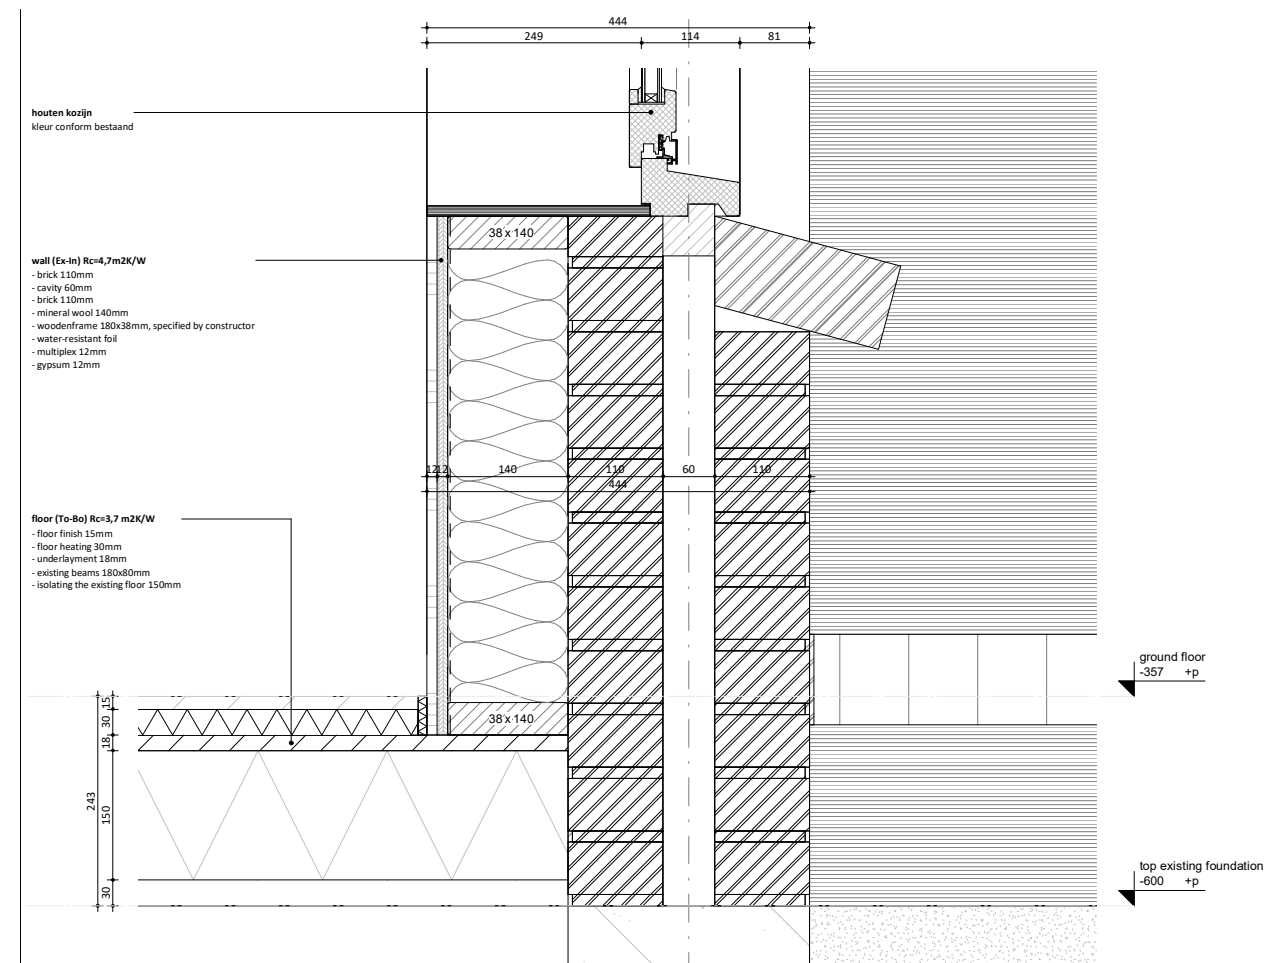 444
249
114
81
houten kozijn
kleur conform bestaand
38 x 140
wall (Ex-In) Rc=4,7m2K/W
- brick 110mm
- cavity 60mm
- brick 110mm
- mineral wool 140mm
- woodenframe 180x38mm, specified by constructor
- water-resistant foil
- multiplex 12mm
- gypsum 12mm
12
12
140
110
60
110
444
floor (To-Bo) Rc=3,7 m2K/W
- floor finish 15mm
- floor heating 30mm
- underlayment 18mm
- existing beams 180x80mm
- isolating the existing floor 150mm
ground floor
-357 +p
15
30
18
38 x 140
243
150
30
top existing foundation
-600 +p